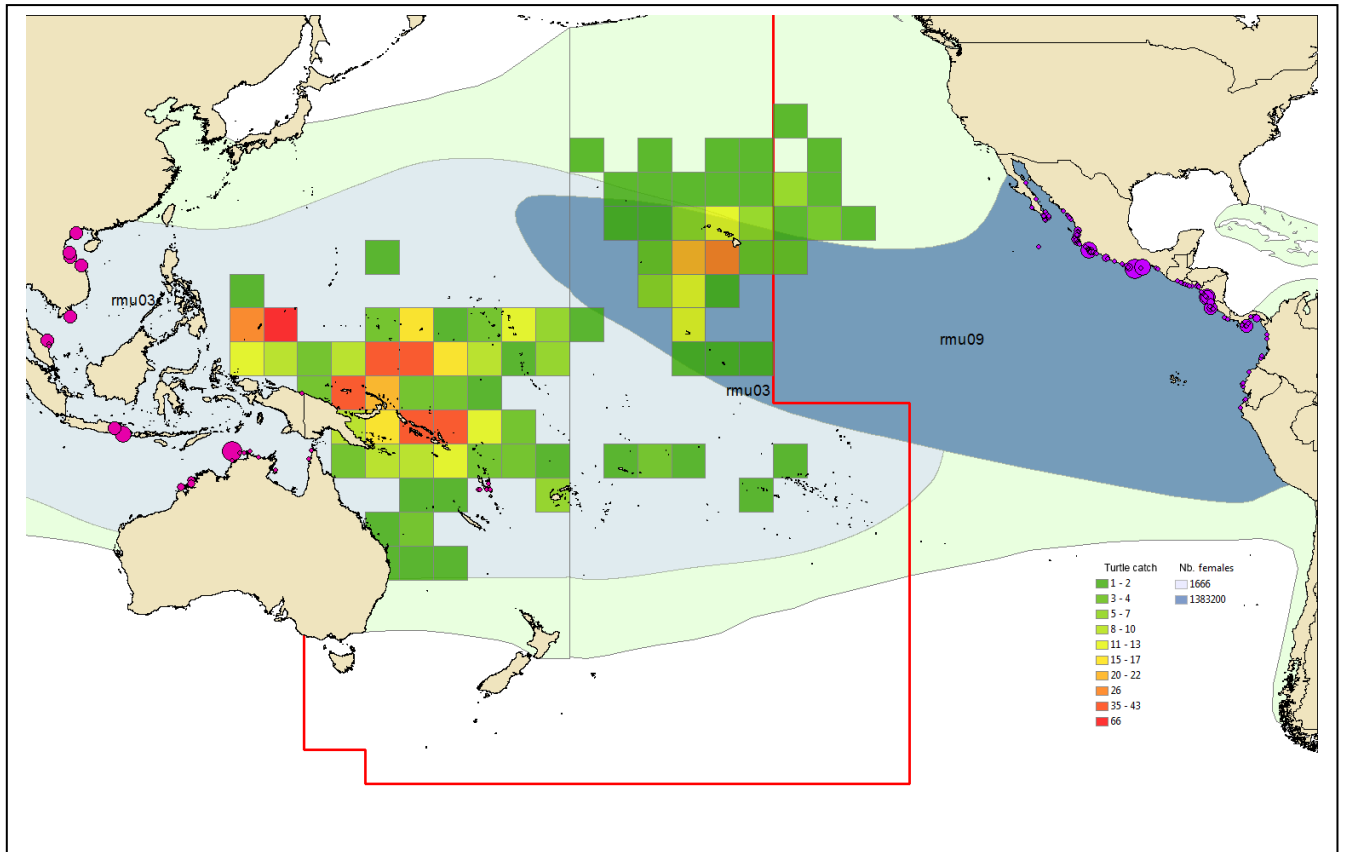 rmu03
rmu09
rmu03
Turtle catch
1 - 2
3 - 4
5 - 7
8 - 10
11 - 13
15 - 17
20 - 22
26
35 - 43
66
Nb. females
1666
1383200